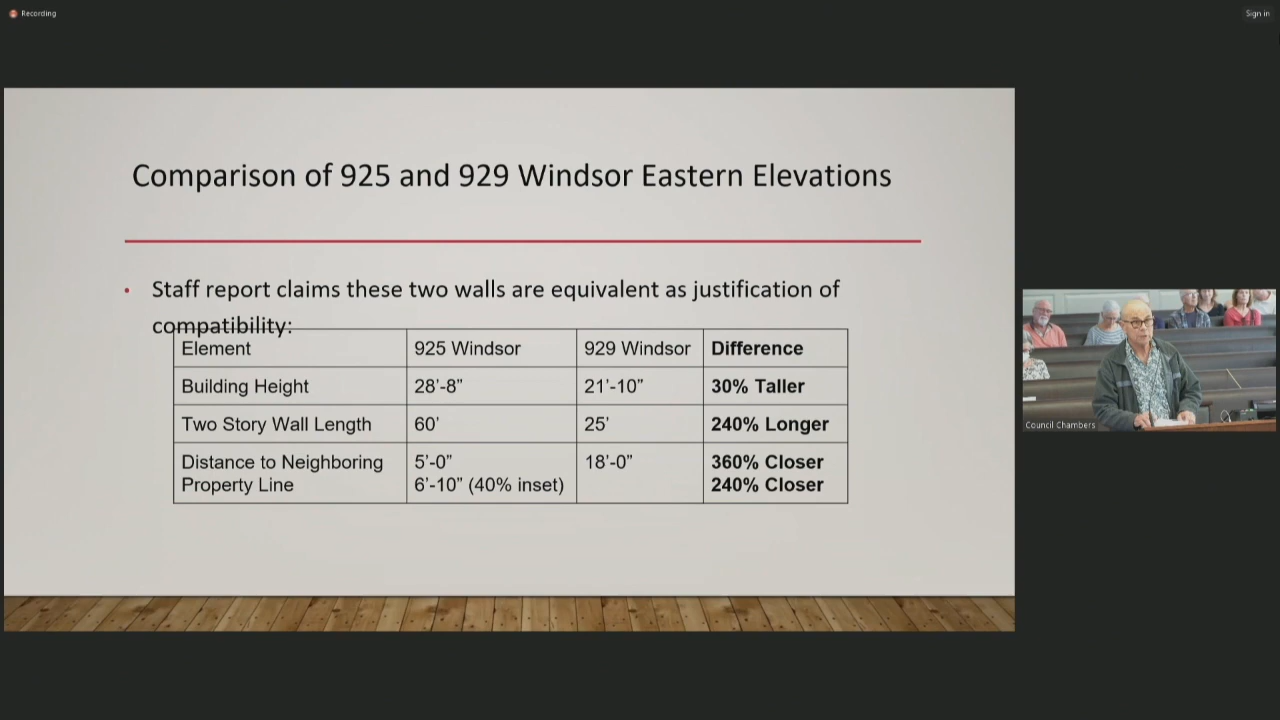 Recording
Sign in
Comparison of 925 and 929 Windsor Eastern Elevations
• Staff report claims these two walls are equivalent as justification of
compatibility:
Element 925 Windsor 929 Windsor Difference
Building Height 28'-8" 21'-10" 30% Taller
Two Story Wall Length 60' 25' 240% Longer
Distance to Neighboring 5'-0" 18'-0" 360% Closer
Property Line 6'-10" (40% inset) 240% Closer
Council Chambers